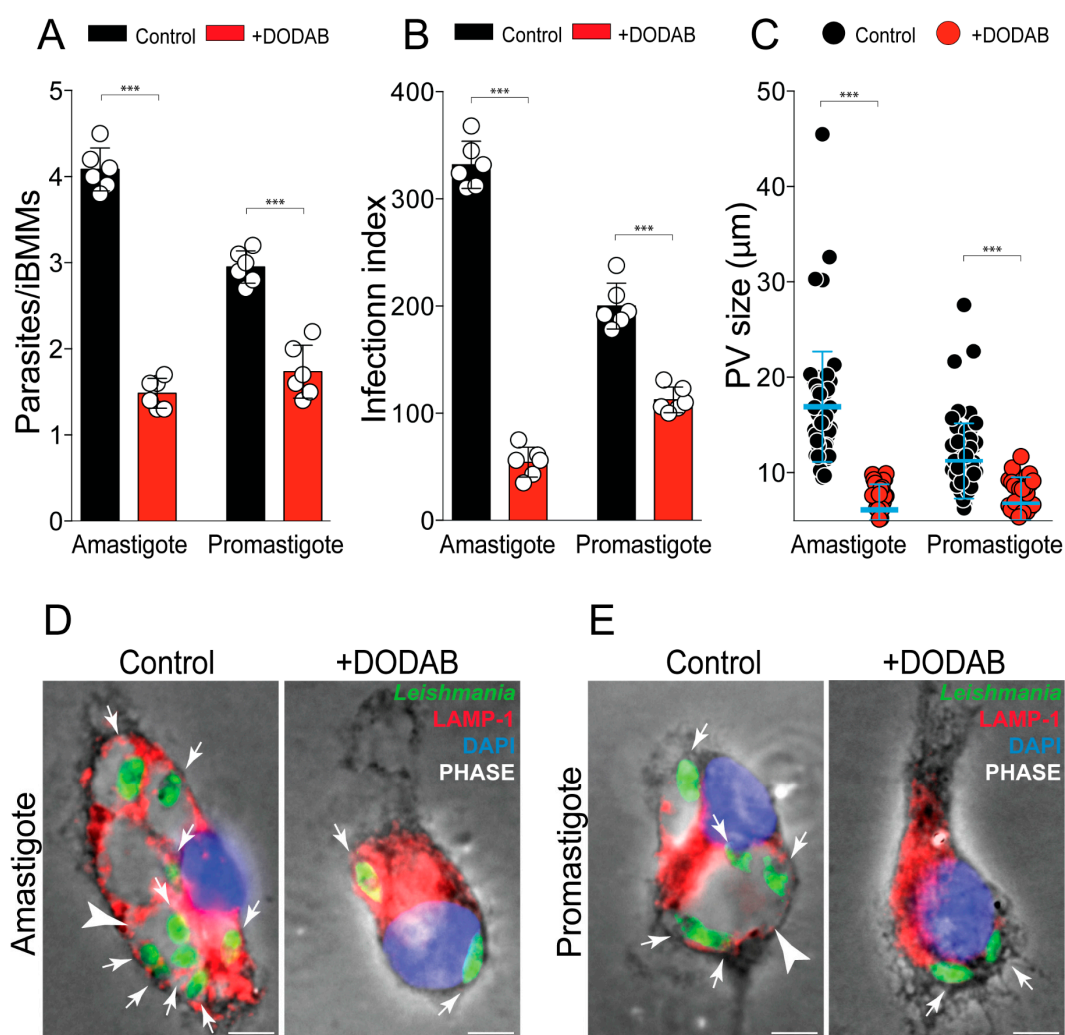 A Control +DODAB
B Control +DODAB
C Control +DODAB
Parasites/iBMMs
5
4
3
2
1
0
***
***
Amastigote Promastigote
Infectionn index
400
300
200
100
0
***
***
Amastigote Promastigote
PV size (µm)
50
40
30
20
10
***
***
Amastigote Promastigote
D
Control +DODAB
Amastigote
Leishmania
LAMP-1
DAPI
PHASE
E
Control +DODAB
Promastigote
Leishmania
LAMP-1
DAPI
PHASE